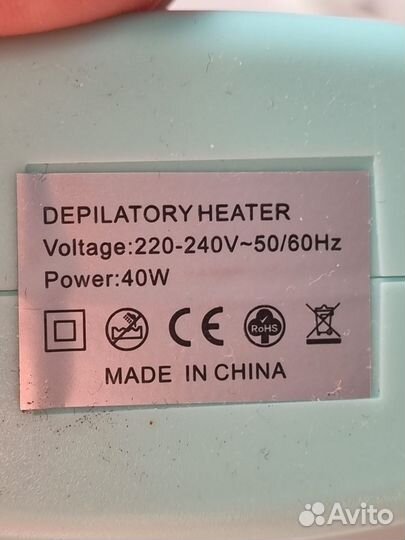 DEPILATORY HEATER
Voltage:220-240V~50/60Hz
Power:40W
CE RoHS
MADE IN CHINA
Avito